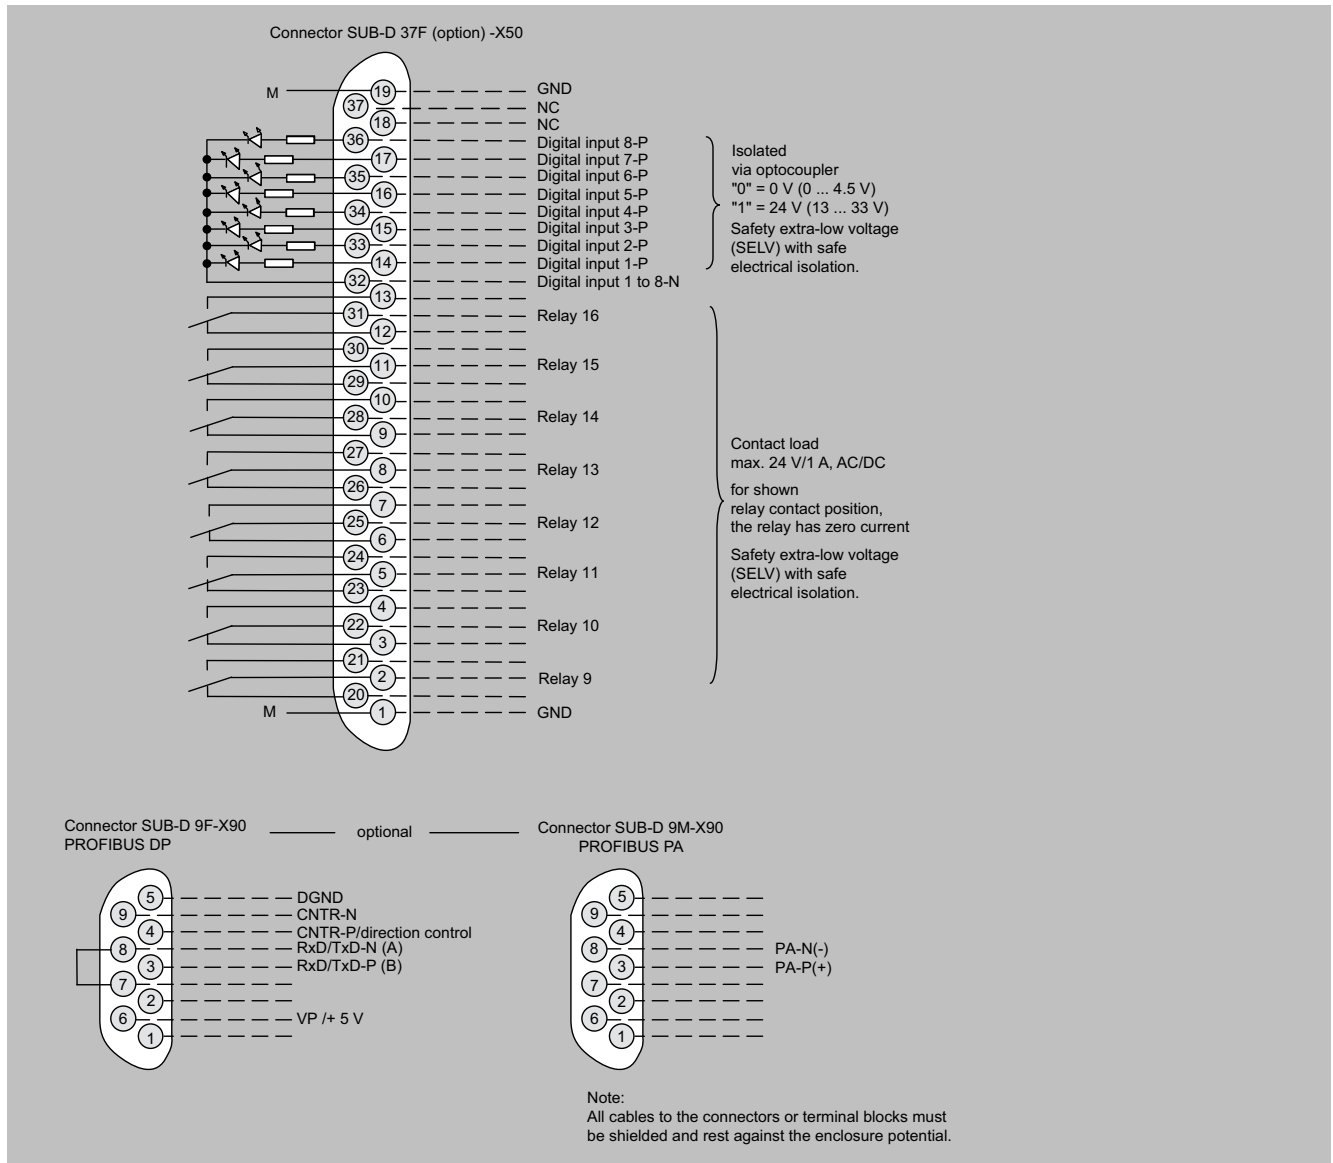 Connector SUB-D 37F (option) -X50
M 19 GND
37 NC
18 NC
36 Digital input 8-P
17 Digital input 7-P
35 Digital input 6-P
16 Digital input 5-P
34 Digital input 4-P
15 Digital input 3-P
33 Digital input 2-P
14 Digital input 1-P
32 Digital input 1 to 8-N
Isolated
via optocoupler
"0" = 0 V (0 ... 4.5 V)
"1" = 24 V (13 ... 33 V)
Safety extra-low voltage
(SELV) with safe
electrical isolation.
13
31 Relay 16
12
30
11 Relay 15
29
10
28 Relay 14
9
27
8 Relay 13
26
7
25 Relay 12
6
24
5 Relay 11
23
4
22 Relay 10
3
21
2 Relay 9
20
M 1 GND
Contact load
max. 24 V/1 A, AC/DC
for shown
relay contact position,
the relay has zero current
Safety extra-low voltage
(SELV) with safe
electrical isolation.
Connector SUB-D 9F-X90
PROFIBUS DP
optional
Connector SUB-D 9M-X90
PROFIBUS PA
5 DGND
9 CNTR-N
4 CNTR-P/direction control
8 RxD/TxD-N (A)
3 RxD/TxD-P (B)
7
2
6 VP /+ 5 V
1
5
9
4
8 PA-N(-)
3 PA-P(+)
7
2
6
1
Note:
All cables to the connectors or terminal blocks must
be shielded and rest against the enclosure potential.